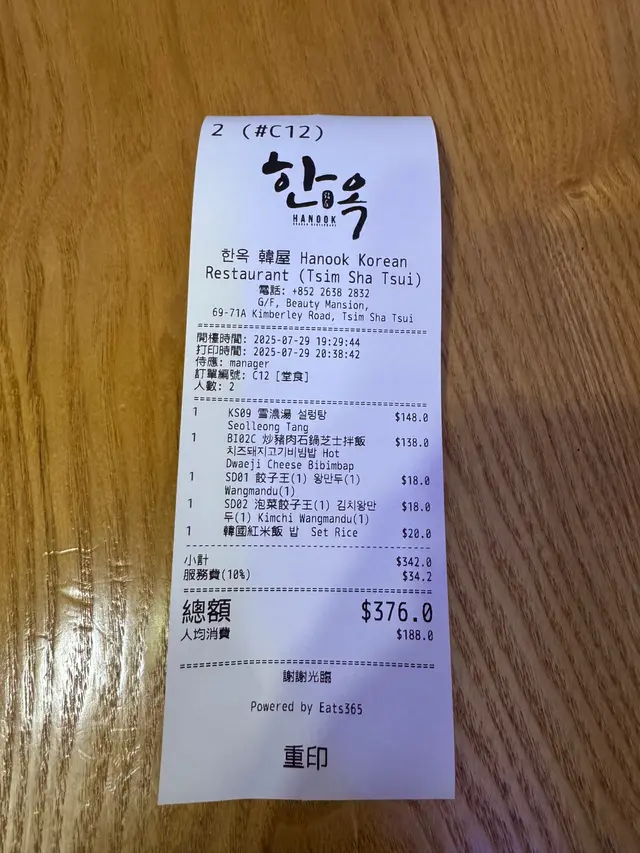 2 (#C12)
한옥
HANOOK
한옥 韓屋 Hanook Korean
Restaurant (Tsim Sha Tsui)
電話: +852 2638 2832
G/F, Beauty Mansion,
69-71A Kimberley Road, Tsim Sha Tsui
開檯時間: 2025-07-29 19:29:44
打印時間: 2025-07-29 20:38:42
侍應: manager
訂單編號: C12 [堂食]
人數: 2
1 KS09 雪濃湯 설렁탕 $148.0
Seolleong Tang
1 BI02C 炒豬肉石鍋芝士拌飯 $138.0
치즈돼지고기비빔밥 Hot
Dwaeji Cheese Bibimbap
1 SD01 餃子王(1) 왕만두(1) $18.0
Wangmandu(1)
1 SD02 泡菜餃子王(1) 김치왕만 $18.0
두(1) Kimchi Wangmandu(1)
1 韓國紅米飯 밥 Set Rice $20.0
小計 $342.0
服務費(10%) $34.2
總額 $376.0
人均消費 $188.0
謝謝光臨
Powered by Eats365
重印